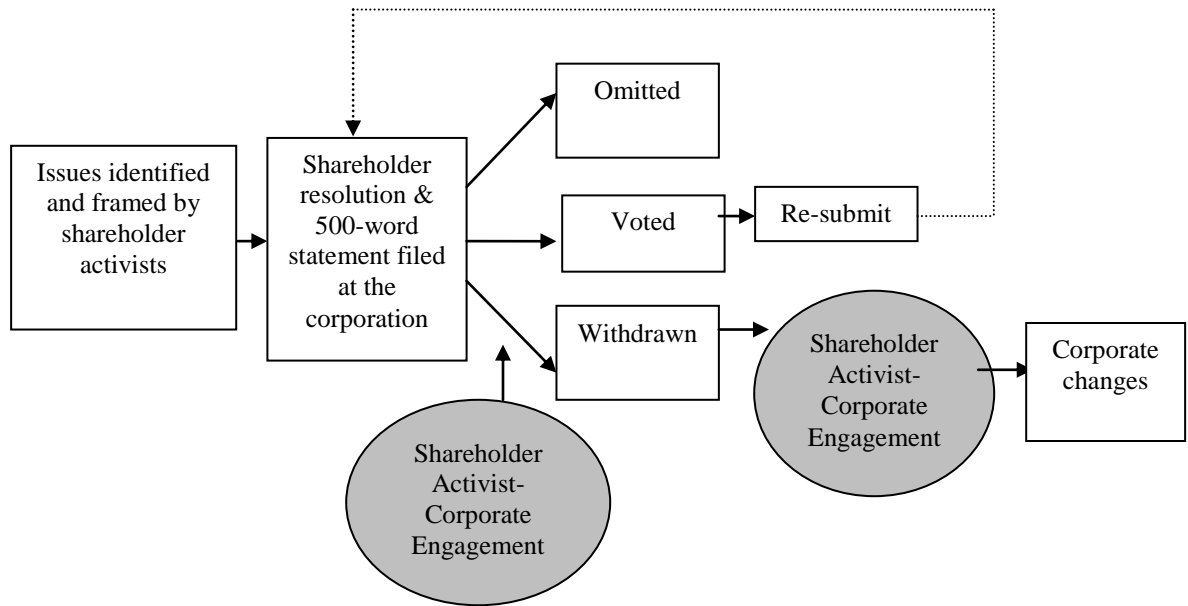 Issues identified
and framed by
shareholder
activists
Shareholder
resolution &
500-word
statement filed
at the
corporation
Omitted
Voted
Re-submit
Withdrawn
Shareholder
Activist-
Corporate
Engagement
Shareholder
Activist-
Corporate
Engagement
Corporate
changes